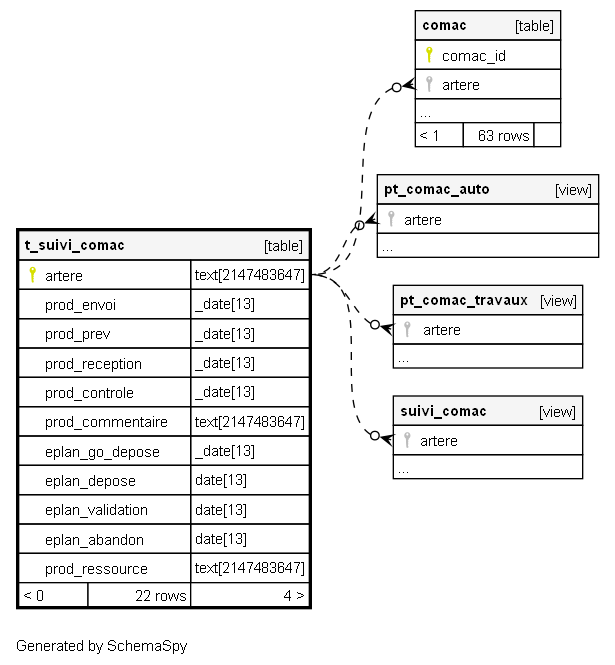 comac [table]
comac_id
artere
...
< 1 63 rows
pt_comac_auto [view]
artere
...
t_suivi_comac [table]
artere text[2147483647]
prod_envoi _date[13]
prod_prev _date[13]
prod_reception _date[13]
prod_controle _date[13]
prod_commentaire text[2147483647]
eplan_go_depose _date[13]
eplan_depose date[13]
eplan_validation date[13]
eplan_abandon date[13]
prod_ressource text[2147483647]
< 0 22 rows 4 >
pt_comac_travaux [view]
artere
...
suivi_comac [view]
artere
...
Generated by SchemaSpy